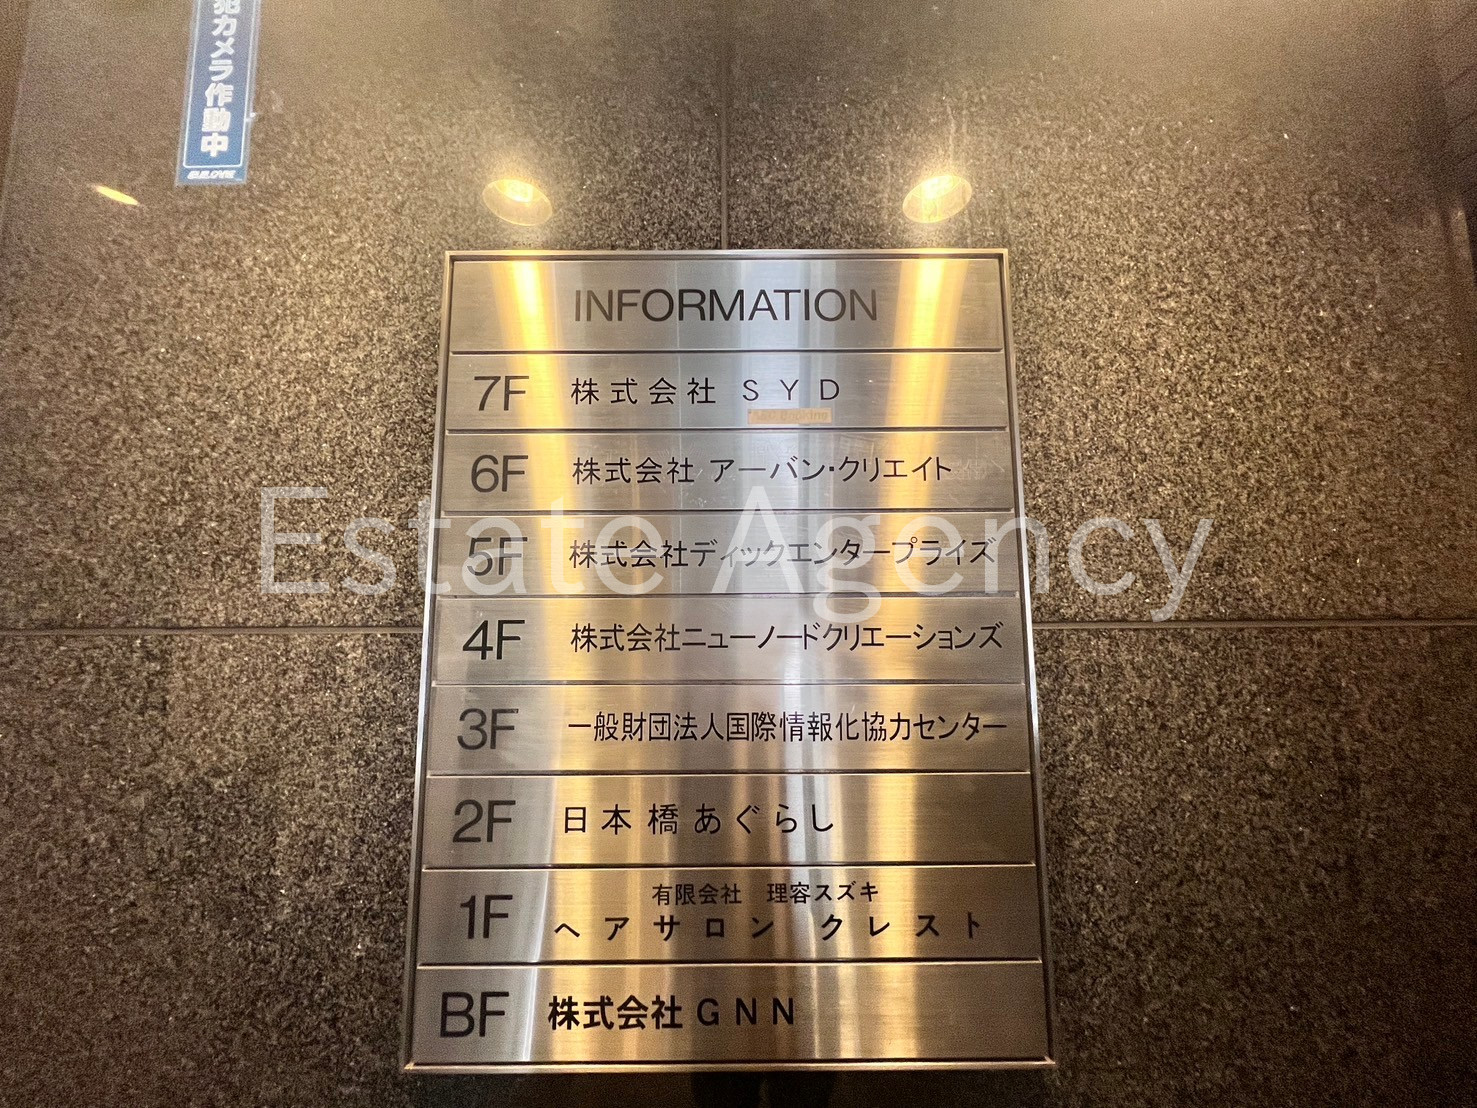 犯カメラ作動中
INFORMATION
7F 株式会社 SYD
6F 株式会社 アーバン・クリエイト
5F 株式会社ディックエンタープライズ
4F 株式会社ニューノードクリエーションズ
3F 一般財団法人国際情報化協力センター
2F 日本橋あぐらし
1F 有限会社 理容スズキ
ヘアサロン クレスト
BF 株式会社GNN
Estate Agency